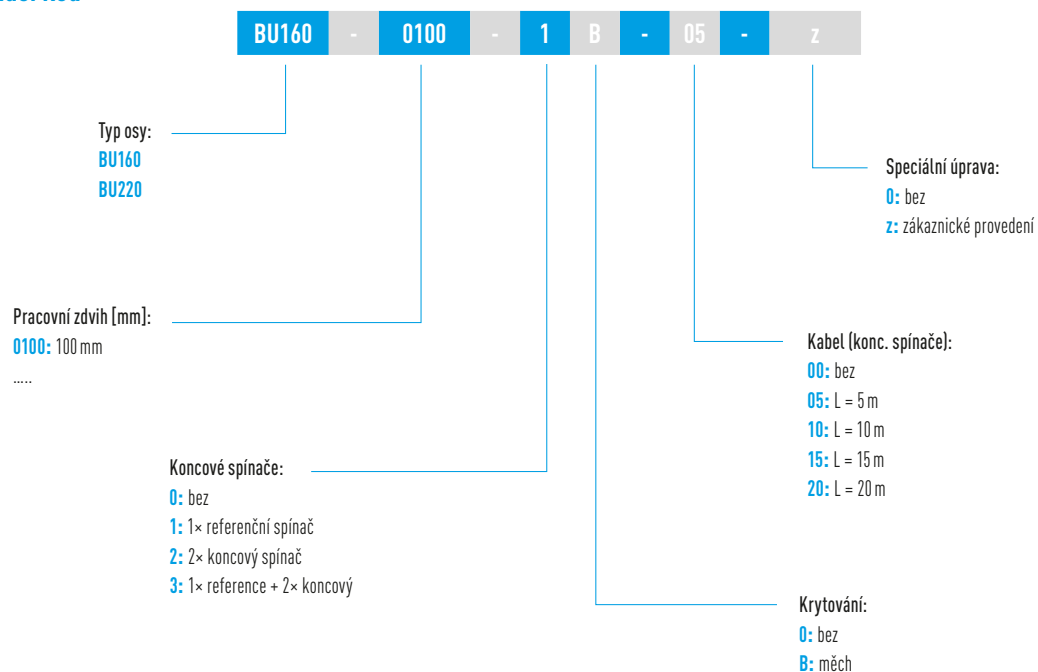 BU160 - 0100 - 1 B - 05 - z
Typ osy:
BU160
BU220
Speciální úprava:
0: bez
z: zákaznické provedení
Pracovní zdvih [mm]:
0100: 100 mm
.....
Kabel (konc. spínače):
00: bez
05: L = 5 m
10: L = 10 m
15: L = 15 m
20: L = 20 m
Koncové spínače:
0: bez
1: 1× referenční spínač
2: 2× koncový spínač
3: 1× reference + 2× koncový
Krytování:
0: bez
B: měch